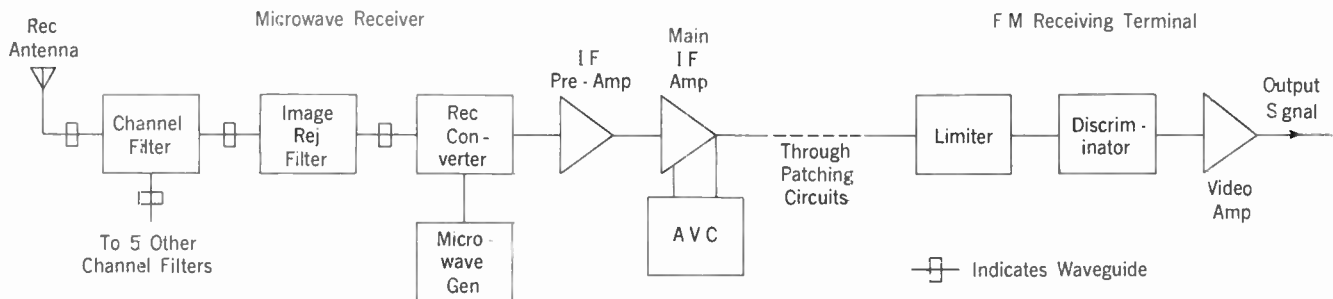 Microwave Receiver
F M Receiving Terminal
Rec
Antenna
Channel
Filter
To 5 Other
Channel Filters
Image
Rej
Filter
Rec
Con -
verter
Micro -
wave
Gen
I F
Pre - Amp
Main
I F
Amp
A V C
Through
Patching
Circuits
Limiter
Discrim -
inator
Video
Amp
Output
S gnal
Indicates Waveguide